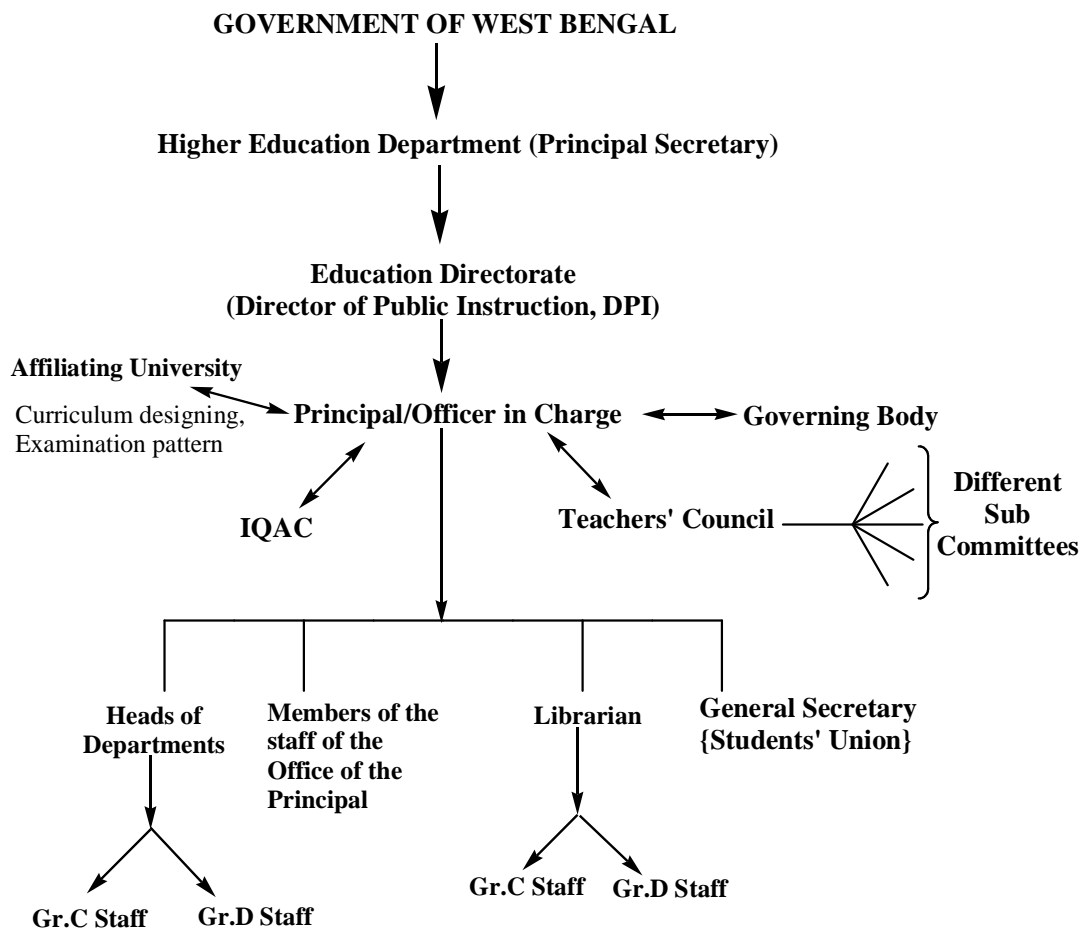 GOVERNMENT OF WEST BENGAL
Higher Education Department (Principal Secretary)
Education Directorate
(Director of Public Instruction, DPI)
Affiliating University
Curriculum designing,
Examination pattern
Principal/Officer in Charge
Governing Body
IQAC
Teachers' Council
Different
Sub
Committees
Heads of
Departments
Members of the
staff of the
Office of the
Principal
Librarian
General Secretary
{Students' Union}
Gr.C Staff
Gr.D Staff
Gr.C Staff
Gr.D Staff